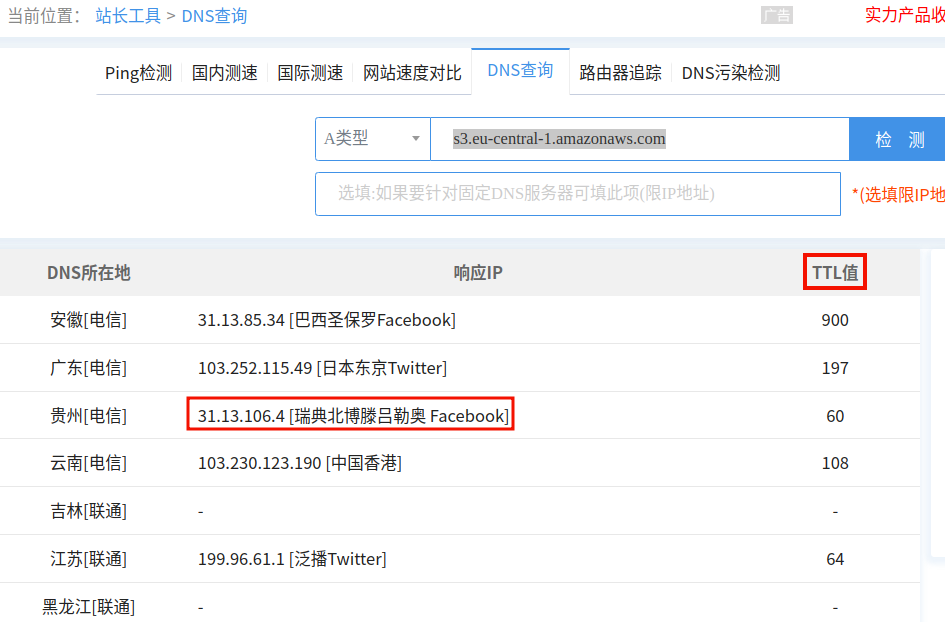 当前位置： 站长工具 > DNS查询 广告 实力产品收
Ping检测 国内测速 国际测速 网站速度对比 DNS查询 路由器追踪 DNS污染检测
A类型 s3.eu-central-1.amazonaws.com 检 测
选填:如果要针对固定DNS服务器可填此项(限IP地址) *(选填限IP地
DNS所在地 响应IP TTL值
安徽[电信] 31.13.85.34 [巴西圣保罗Facebook] 900
广东[电信] 103.252.115.49 [日本东京Twitter] 197
贵州[电信] 31.13.106.4 [瑞典北博滕吕勒奥 Facebook] 60
云南[电信] 103.230.123.190 [中国香港] 108
吉林[联通] - -
江苏[联通] 199.96.61.1 [泛播Twitter] 64
黑龙江[联通] - -